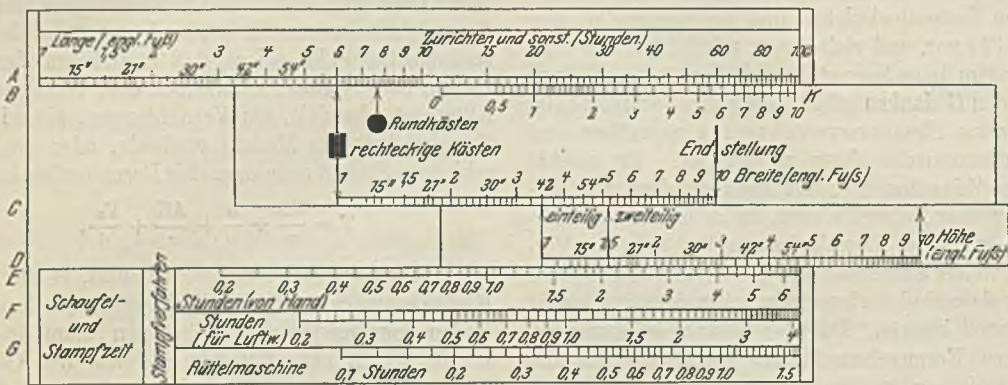 Länge (engl. Fuß) Zurichten und sonst. (Stunden)
1 1,5 2 3 4 5 6 7 8 9 10 15 20 30 40 60 80 100
15" 21" 30" 42" 54"
A
B
0 0,5 1 2 3 4 5 6 7 8 9 10 K
Rundkästen
rechteckige Kästen
End stellung
1 1,5 2 3 4 5 6 7 8 9 10 Breite (engl. Fuß)
15" 27" 30" 42 54"
C
einteilig zweiteilig
1 1,5 2 3 4 5 6 7 8 9 10 Höhe (engl. Fuß)
15" 21" 30" 42" 54"
D
E
0,2 0,3 0,4 0,5 0,6 0,7 0,8 0,9 1,0 1,5 2 3 4 5 6
Schaufel- und Stampfzeit
Stampfverfahren
F
Stunden (von Hand)
Stunden (für Luftw.) 0,2 0,3 0,4 0,5 0,6 0,7 0,8 0,9 1,0 1,5 2 3 4
G
Rüttelmaschine 0,1 Stunden 0,2 0,3 0,4 0,5 0,6 0,7 0,8 0,9 1,0 1,5